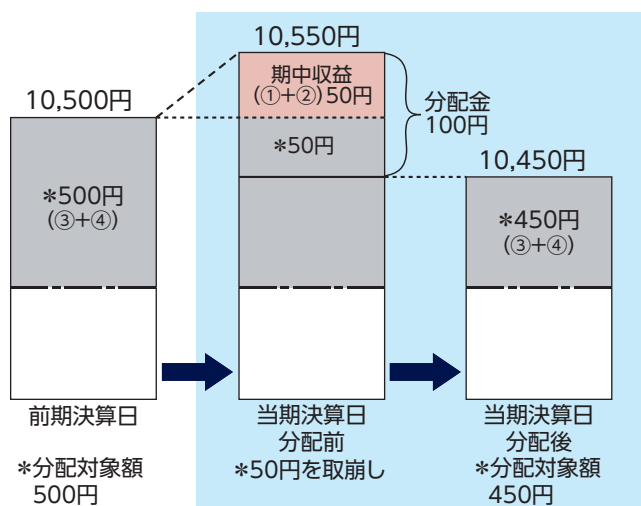 10,550円
期中収益
(①+②)50円
分配金
100円
10,500円
*50円
10,450円
*500円
(③+④)
*450円
(③+④)
前期決算日
当期決算日
分配前
当期決算日
分配後
*分配対象額
500円
*50円を取崩し
*分配対象額
450円